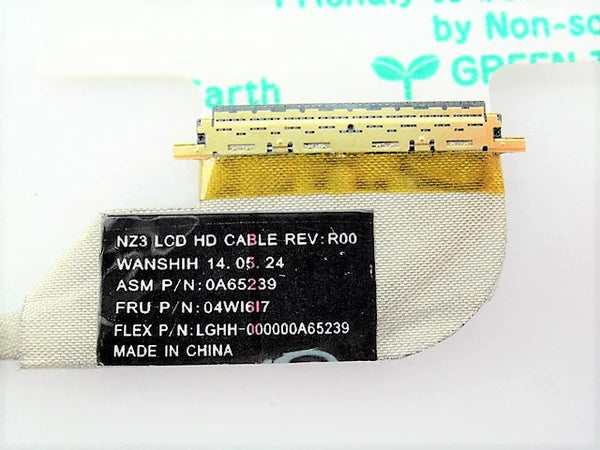 by Non-
Earth
GREEN
NZ3 LCD HD CABLE REV:R00
WANSHIH 14.05.24
ASM P/N:0A65239
FRU P/N:04WI6I7
FLEX P/N:LGHH-000000A65239
MADE IN CHINA